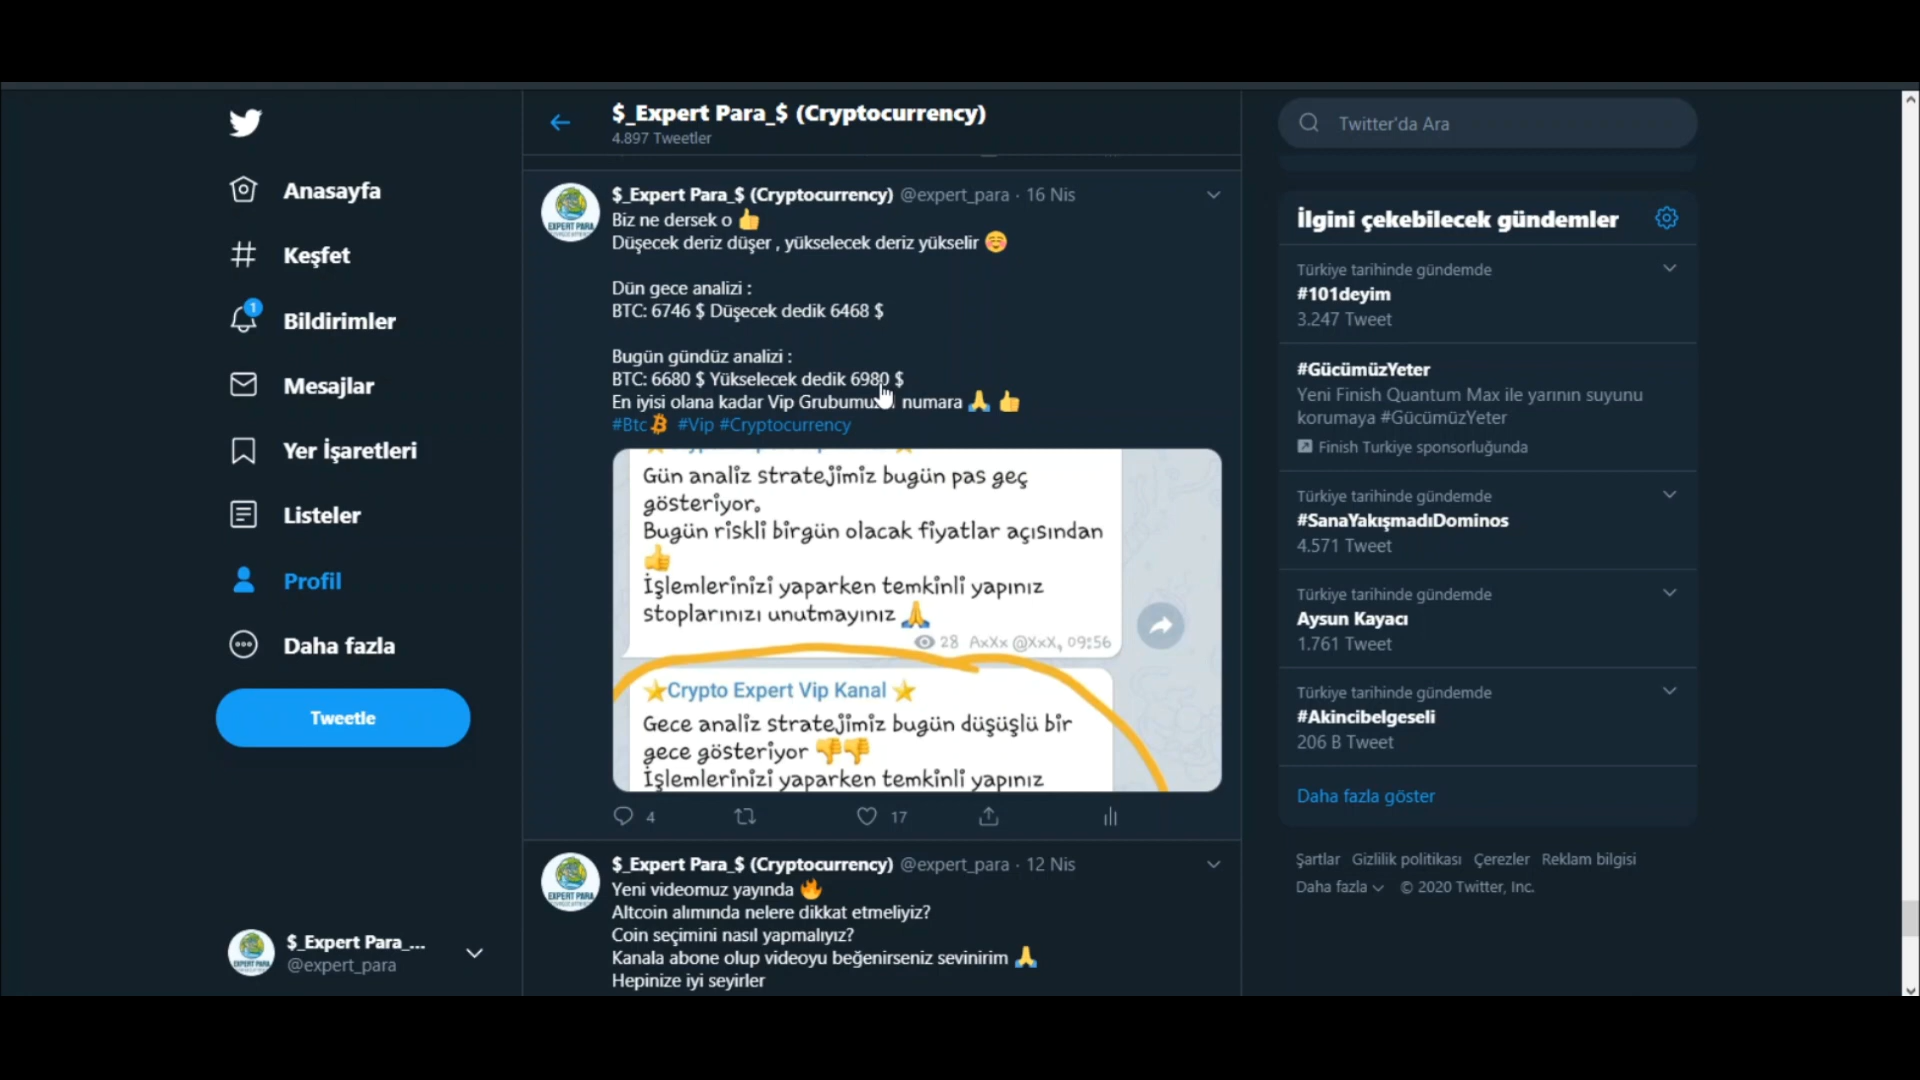 Anasayfa
Keşfet
1
Bildirimler
Mesajlar
Yer İşaretleri
Listeler
Profil
Daha fazla
Tweetle
$_Expert Para_...
@expert_para
$_Expert Para_$ (Cryptocurrency)
4.897 Tweetler
$_Expert Para_$ (Cryptocurrency) @expert_para · 16 Nis
EXPERT PARA
Biz ne dersek o 👍
Düşecek deriz düşer , yükselecek deriz yükselir ☺️
Dün gece analizi :
BTC: 6746 $ Düşecek dedik 6468 $
Bugün gündüz analizi :
BTC: 6680 $ Yükselecek dedik 6980 $
En iyisi olana kadar Vip Grubumuz numara 🙏 👍
#Btc #Vip #Cryptocurrency
Gün analiz stratejimiz bugün pas geç
gösteriyor.
Bugün riskli birgün olacak fiyatlar açısından
👍
İşlemlerinizi yaparken temkinli yapınız
stoplarınızı unutmayınız 🙏
28 AxXx @XxX, 09:56
⭐Crypto Expert Vip Kanal ⭐
Gece analiz stratejimiz bugün düşüşlü bir
gece gösteriyor 👎👎
İşlemlerinizi yaparken temkinli yapınız
4
17
$_Expert Para_$ (Cryptocurrency) @expert_para · 12 Nis
EXPERT PARA
Yeni videomuz yayında 🔥
Altcoin alımında nelere dikkat etmeliyiz?
Coin seçimini nasıl yapmalıyız?
Kanala abone olup videoyu beğenirseniz sevinirim 🙏
Hepinize iyi seyirler
Twitter'da Ara
İlgini çekebilecek gündemler
Türkiye tarihinde gündemde
#101deyim
3.247 Tweet
#GücümüzYeter
Yeni Finish Quantum Max ile yarının suyunu
korumaya #GücümüzYeter
Finish Turkiye sponsorluğunda
Türkiye tarihinde gündemde
#SanaYakışmadıDominos
4.571 Tweet
Türkiye tarihinde gündemde
Aysun Kayacı
1.761 Tweet
Türkiye tarihinde gündemde
#Akincibelgeseli
206 B Tweet
Daha fazla göster
Şartlar Gizlilik politikası Çerezler Reklam bilgisi
Daha fazla © 2020 Twitter, Inc.